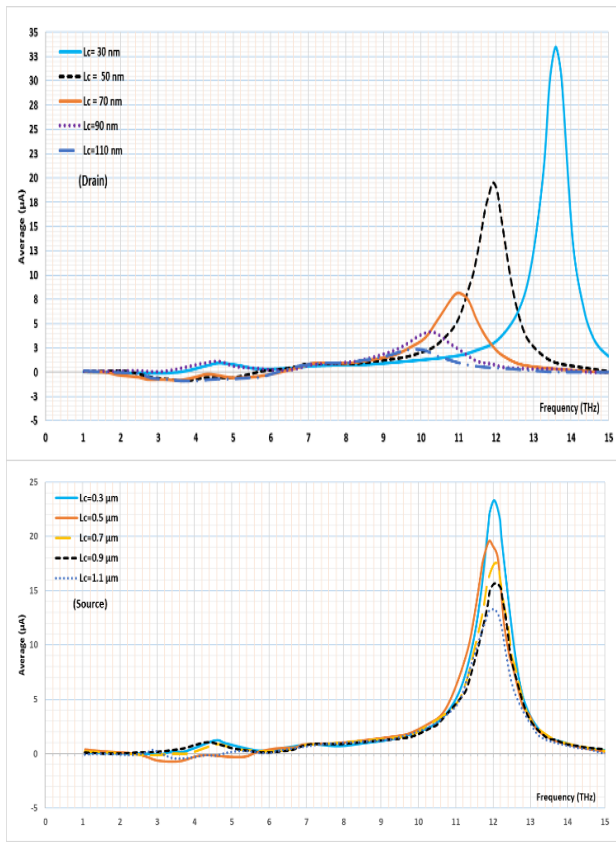 35
33
30
28
25
23
20
18
15
13
10
8
5
3
0
-3
-5
Average (µA)
Lc= 30 nm
Lc = 50nm
Lc = 70 nm
Lc=90 nm
Lc=110 nm
(Drain)
Frequency (THz)
0 1 2 3 4 5 6 7 8 9 10 11 12 13 14 15
25
20
15
10
5
0
-5
Average (µA)
Lc=0.3 µm
Lc=0.5 µm
Lc=0.7 µm
Lc=0.9 µm
Lc=1.1 µm
(Source)
Frequency (THz)
0 1 2 3 4 5 6 7 8 9 10 11 12 13 14 15